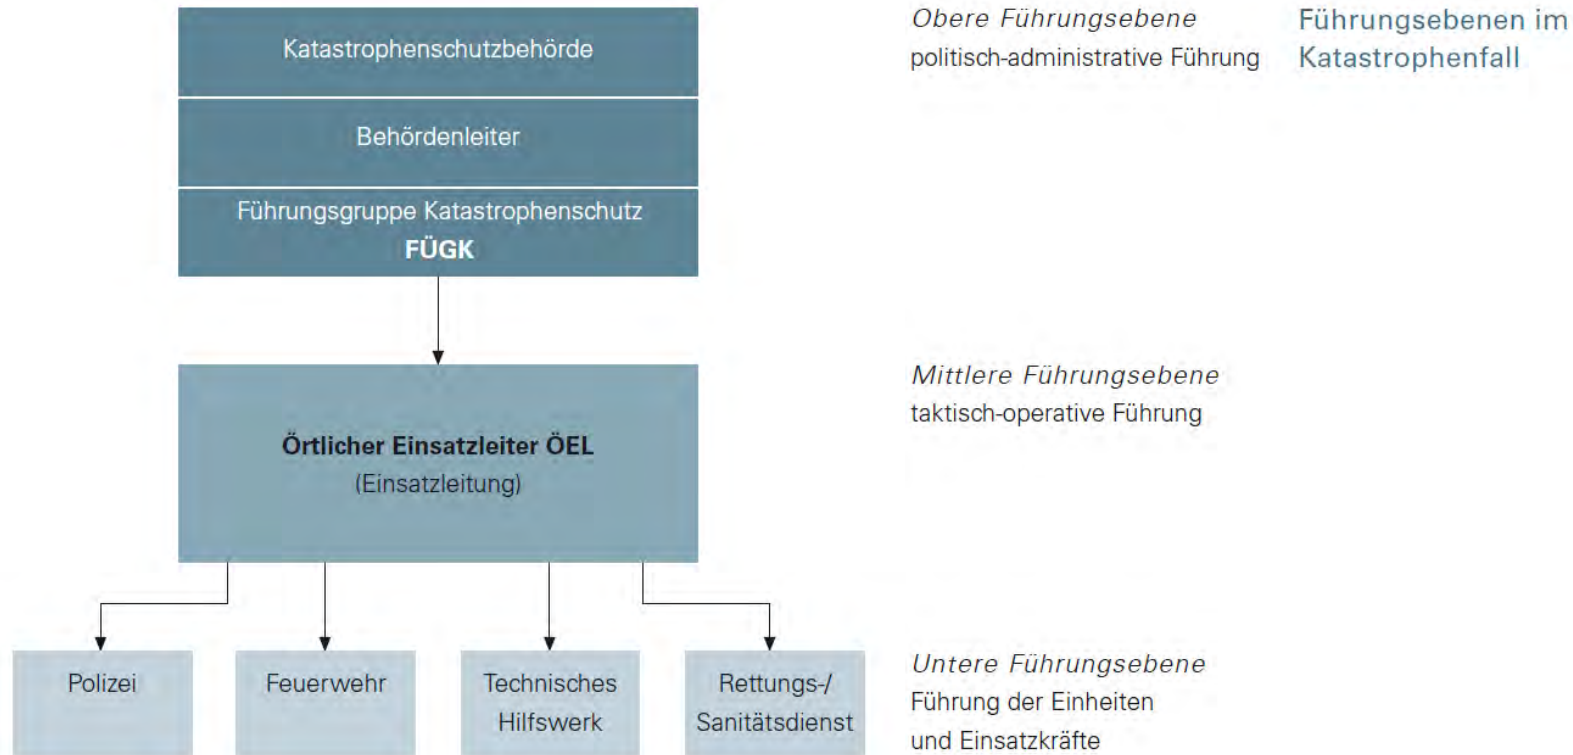 Katastrophenschutzbehörde
Behördenleiter
Führungsgruppe Katastrophenschutz
FÜGK
Obere Führungsebene
politisch-administrative Führung
Führungsebenen im
Katastrophenfall
Örtlicher Einsatzleiter ÖEL
(Einsatzleitung)
Mittlere Führungsebene
taktisch-operative Führung
Polizei
Feuerwehr
Technisches
Hilfswerk
Rettungs-/
Sanitätsdienst
Untere Führungsebene
Führung der Einheiten
und Einsatzkräfte